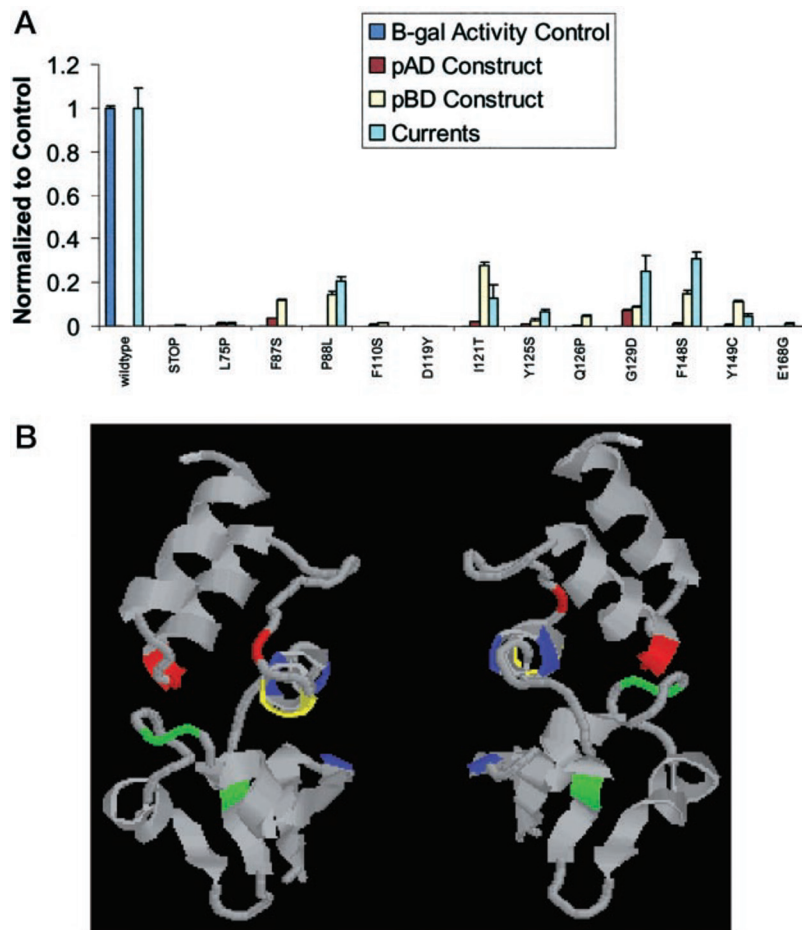 A
B-gal Activity Control
pAD Construct
pBD Construct
Currents
Normalized to Control
1.2
1
0.8
0.6
0.4
0.2
0
wildtype
STOP
L75P
F87S
P88L
F110S
D119Y
I121T
Y125S
Q126P
G129D
F148S
Y149C
E168G
B